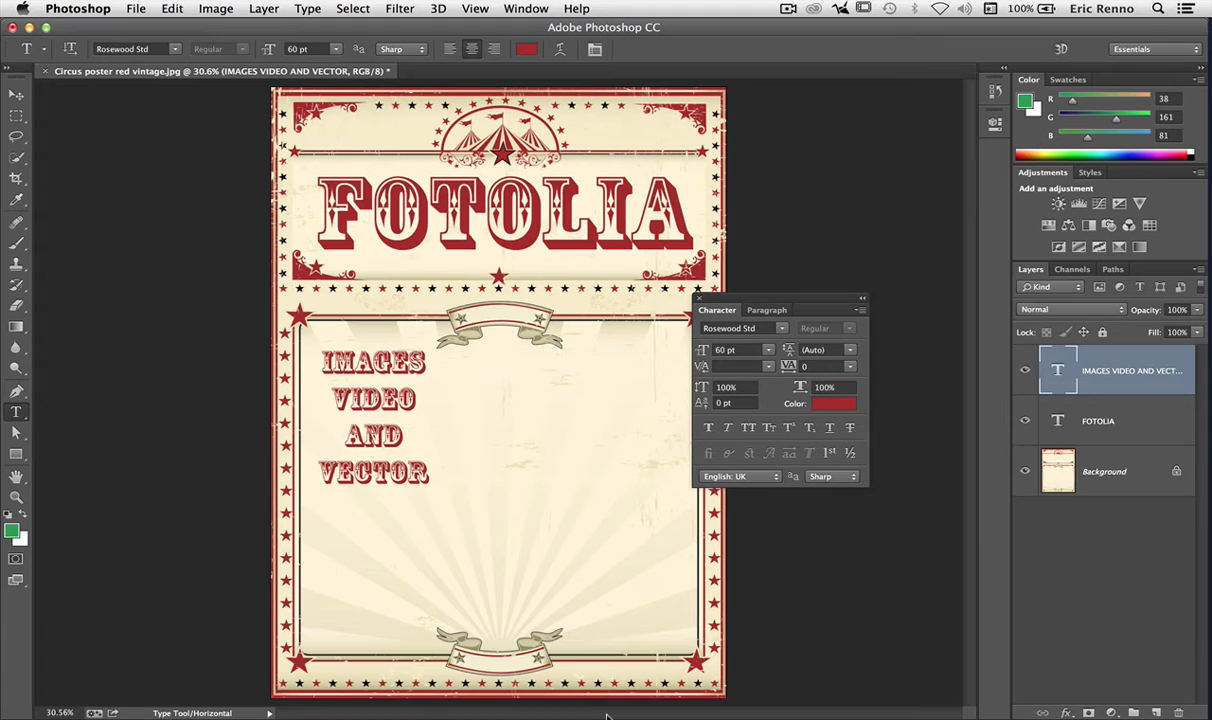 Photoshop File Edit Image Layer Type Select Filter 3D View Window Help 100% Eric Renno
Adobe Photoshop CC
T Rosewood Std Regular 60 pt Sharp 3D Essentials
Circus poster red vintage.jpg @ 30.6% (IMAGES VIDEO AND VECTOR, RGB/8) *
Color Swatches
R 38
G 161
B 81
Adjustments Styles
Add an adjustment
Layers Channels Paths
Kind
Normal Opacity: 100%
Lock: Fill: 100%
T IMAGES VIDEO AND VECT...
T FOTOLIA
Background
FOTOLIA
IMAGES
VIDEO
AND
VECTOR
Character Paragraph
Rosewood Std Regular
60 pt (Auto)
0
100% 100%
0 pt Color:
English: UK Sharp
30.56% Type Tool/Horizontal